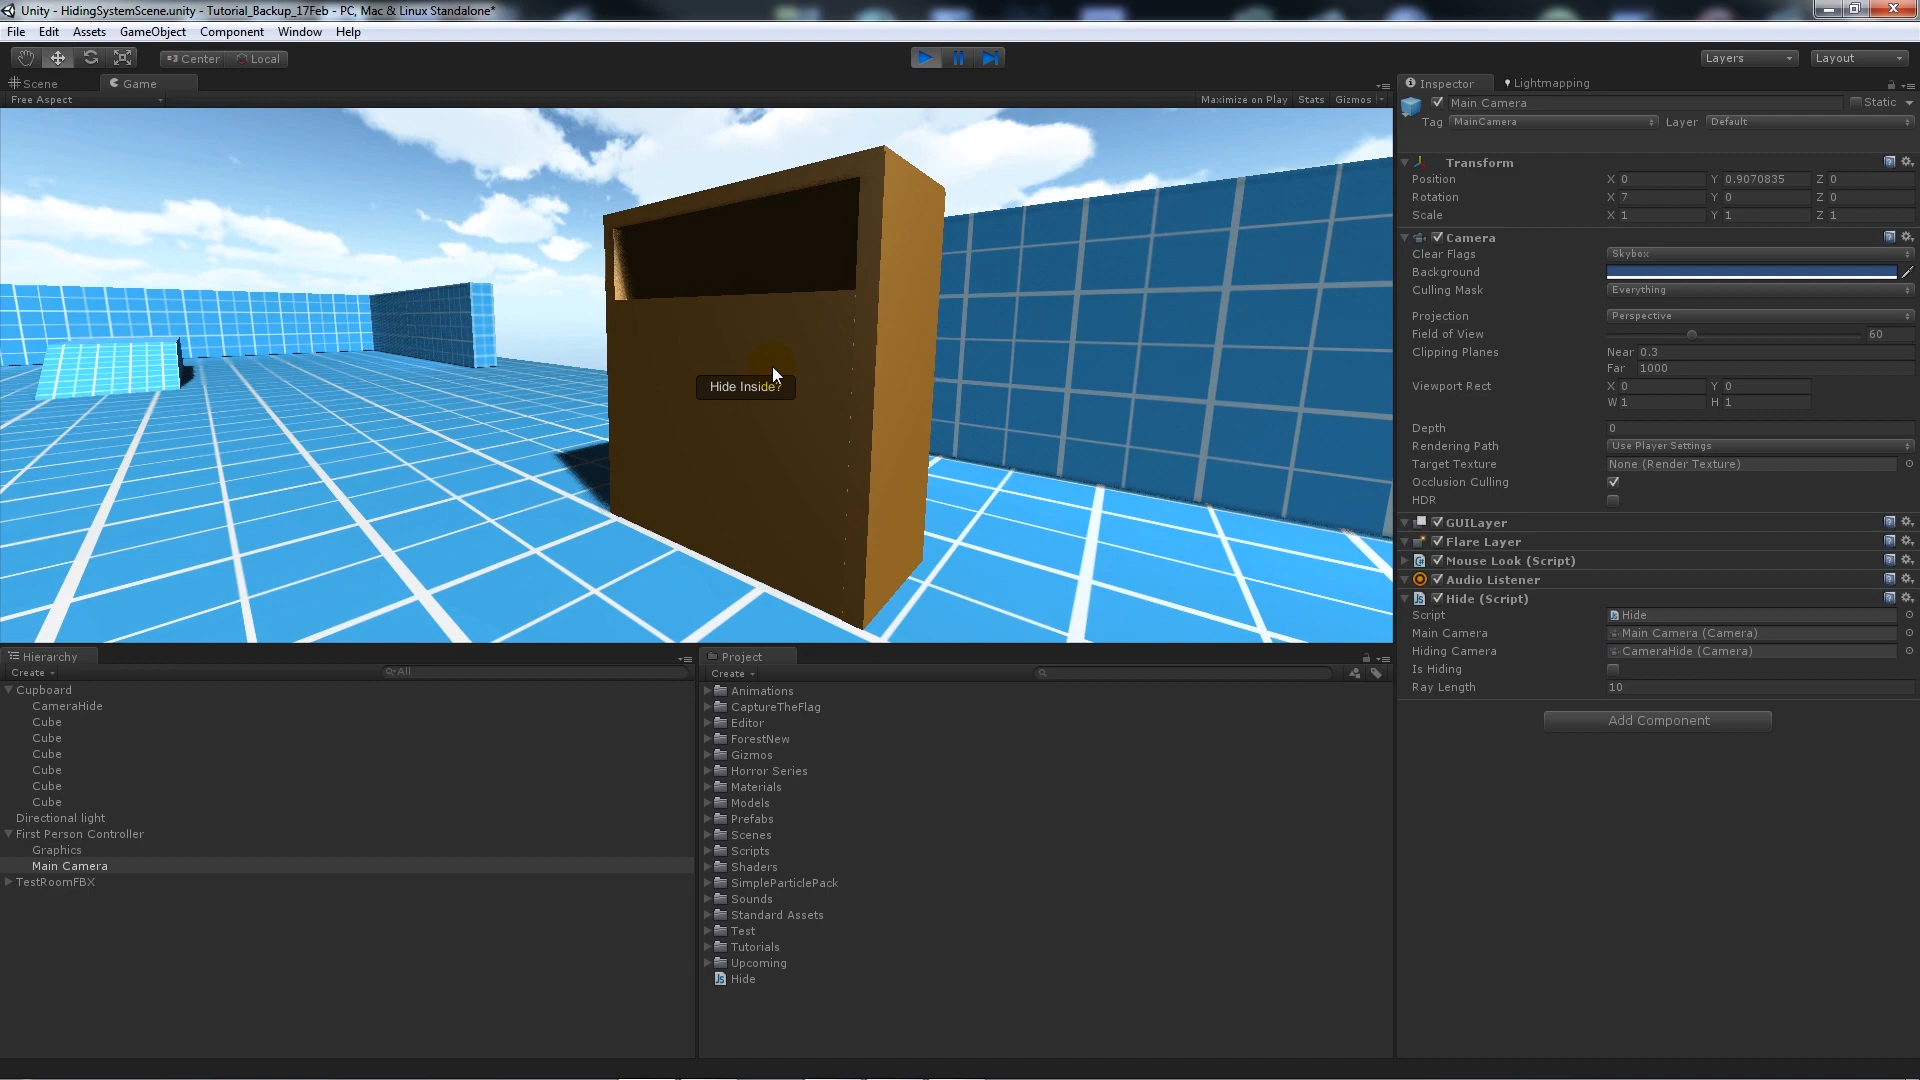 Unity - HidingSystemScene.unity - Tutorial_Backup_17Feb - PC, Mac & Linux Standalone*
File Edit Assets GameObject Component Window Help
Center Local Layers Layout
Scene Game
Free Aspect Maximize on Play Stats Gizmos
Hide Inside?
Hierarchy
Create All
Cupboard
CameraHide
Cube
Cube
Cube
Cube
Cube
Cube
Directional light
First Person Controller
Graphics
Main Camera
TestRoomFBX
Project
Create
Animations
CaptureTheFlag
Editor
ForestNew
Gizmos
Horror Series
Materials
Models
Prefabs
Scenes
Scripts
Shaders
SimpleParticlePack
Sounds
Standard Assets
Test
Tutorials
Upcoming
Hide
Inspector Lightmapping
Main Camera Static
Tag MainCamera Layer Default
Transform
Position X 0 Y 0.9070835 Z 0
Rotation X 7 Y 0 Z 0
Scale X 1 Y 1 Z 1
Camera
Clear Flags Skybox
Background
Culling Mask Everything
Projection Perspective
Field of View 60
Clipping Planes Near 0.3
Far 1000
Viewport Rect X 0 Y 0
W 1 H 1
Depth 0
Rendering Path Use Player Settings
Target Texture None (Render Texture)
Occlusion Culling
HDR
GUILayer
Flare Layer
Mouse Look (Script)
Audio Listener
Hide (Script)
Script Hide
Main Camera Main Camera (Camera)
Hiding Camera CameraHide (Camera)
Is Hiding
Ray Length 10
Add Component